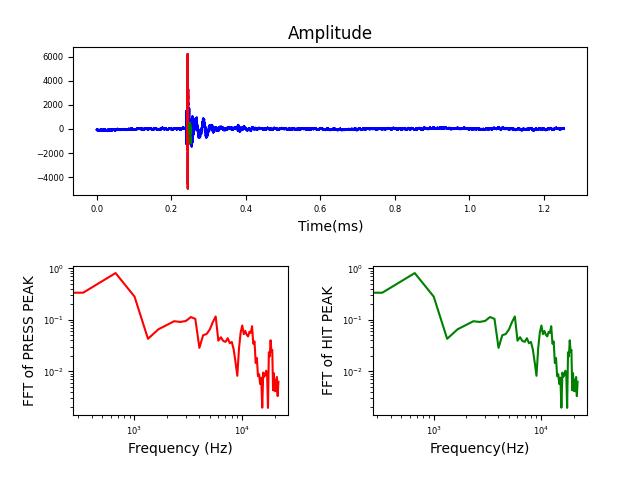 Amplitude
6000
4000
2000
0
−2000
−4000
0.0 0.2 0.4 0.6 0.8 1.0 1.2
Time(ms)
FFT of PRESS PEAK
10⁰
10⁻¹
10⁻²
10³ 10⁴
Frequency (Hz)
FFT of HIT PEAK
10⁰
10⁻¹
10⁻²
10³ 10⁴
Frequency(Hz)